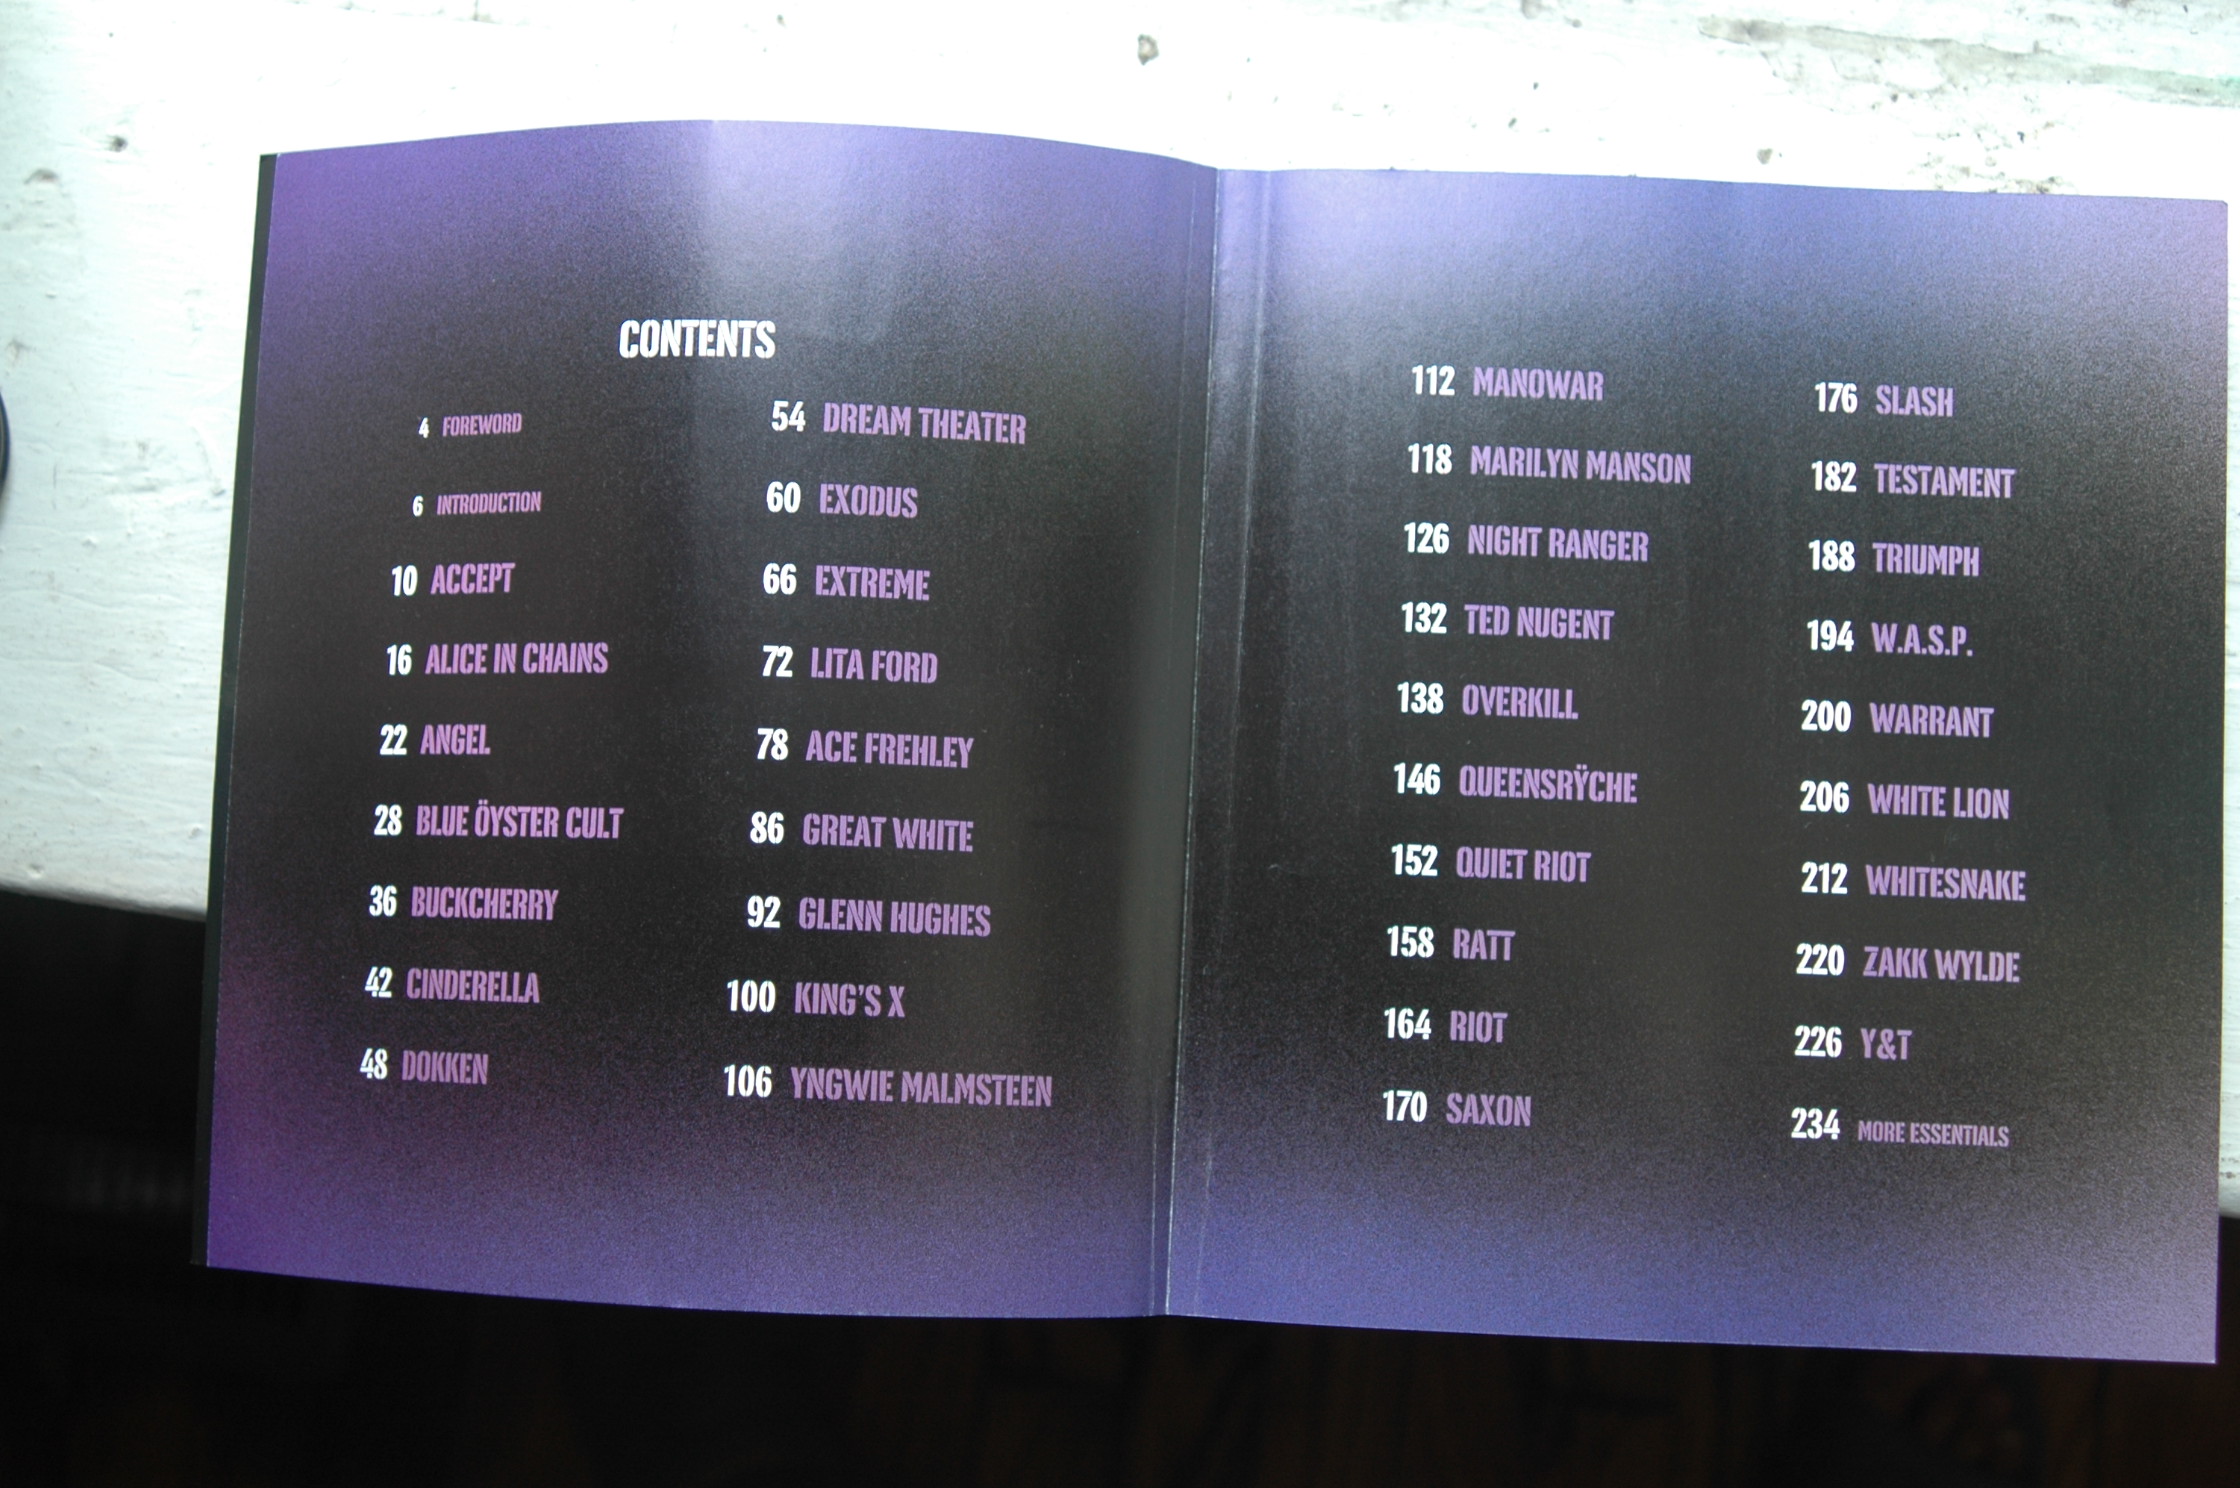 CONTENTS
4 FOREWORD
6 INTRODUCTION
10 ACCEPT
16 ALICE IN CHAINS
22 ANGEL
28 BLUE ÖYSTER CULT
36 BUCKCHERRY
42 CINDERELLA
48 DOKKEN
54 DREAM THEATER
60 EXODUS
66 EXTREME
72 LITA FORD
78 ACE FREHLEY
86 GREAT WHITE
92 GLENN HUGHES
100 KING'S X
106 YNGWIE MALMSTEEN
112 MANOWAR
118 MARILYN MANSON
126 NIGHT RANGER
132 TED NUGENT
138 OVERKILL
146 QUEENSRŸCHE
152 QUIET RIOT
158 RATT
164 RIOT
170 SAXON
176 SLASH
182 TESTAMENT
188 TRIUMPH
194 W.A.S.P.
200 WARRANT
206 WHITE LION
212 WHITESNAKE
220 ZAKK WYLDE
226 Y&T
234 MORE ESSENTIALS